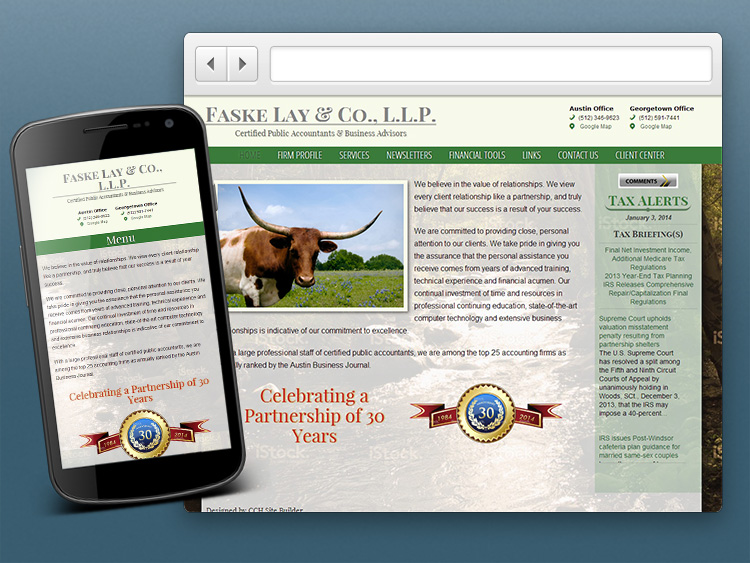 FASKE LAY & CO., L.L.P.
Certified Public Accountants & Business Advisors
Austin Office
(512) 346-9623
Google Map
Georgetown Office
(512) 591-7441
Google Map
HOME FIRM PROFILE SERVICES NEWSLETTERS FINANCIAL TOOLS LINKS CONTACT US CLIENT CENTER
We believe in the value of relationships. We view
every client relationship like a partnership, and truly
believe that our success is a result of your success.
We are committed to providing close, personal
attention to our clients. We take pride in giving you
the assurance that the personal assistance you
receive comes from years of advanced training,
technical experience and financial acumen. Our
continual investment of time and resources in
professional continuing education, state-of-the-art
computer technology and extensive business
onships is indicative of our commitment to excellence
a large professional staff of certified public accountants, we are among the top 25 accounting firms as
lly ranked by the Austin Business Journal.
Celebrating a
Partnership of 30
Years
1984 30 2014
Designed by CCH Site Builder
COMMENTS
TAX ALERTS
January 3, 2014
TAX BRIEFING(S)
Final Net Investment Income,
Additional Medicare Tax
Regulations
2013 Year-End Tax Planning
IRS Releases Comprehensive
Repair/Capitalization Final
Regulations
Supreme Court upholds
valuation misstatement
penalty resulting from
partnership shelters
The U.S. Supreme Court
has resolved a split among
the Fifth and Ninth Circuit
Courts of Appeal by
unanimously holding in
Woods, SCt., December 3,
2013, that the IRS may
impose a 40-percent...
IRS issues Post-Windsor
cafeteria plan guidance for
married same-sex couples
FASKE LAY & CO.,
L.L.P.
Certified Public Accountants & Business Advisors
Austin Office
(512) 346-9623
Google Map
Georgetown Office
(512) 591-7441
Google Map
Menu
We believe in the value of relationships. We view every client relationship
like a partnership, and truly believe that our success is a result of your
success.
We are committed to providing close, personal attention to our clients. We
take pride in giving you the assurance that the personal assistance you
receive comes from years of advanced training, technical experience and
financial acumen. Our continual investment of time and resources in
professional continuing education, state-of-the-art computer technology
and extensive business relationships is indicative of our commitment to
excellence.
With a large professional staff of certified public accountants, we are
among the top 25 accounting firms as annually ranked by the Austin
Business Journal.
Celebrating a Partnership of 30
Years
1984 30 2014